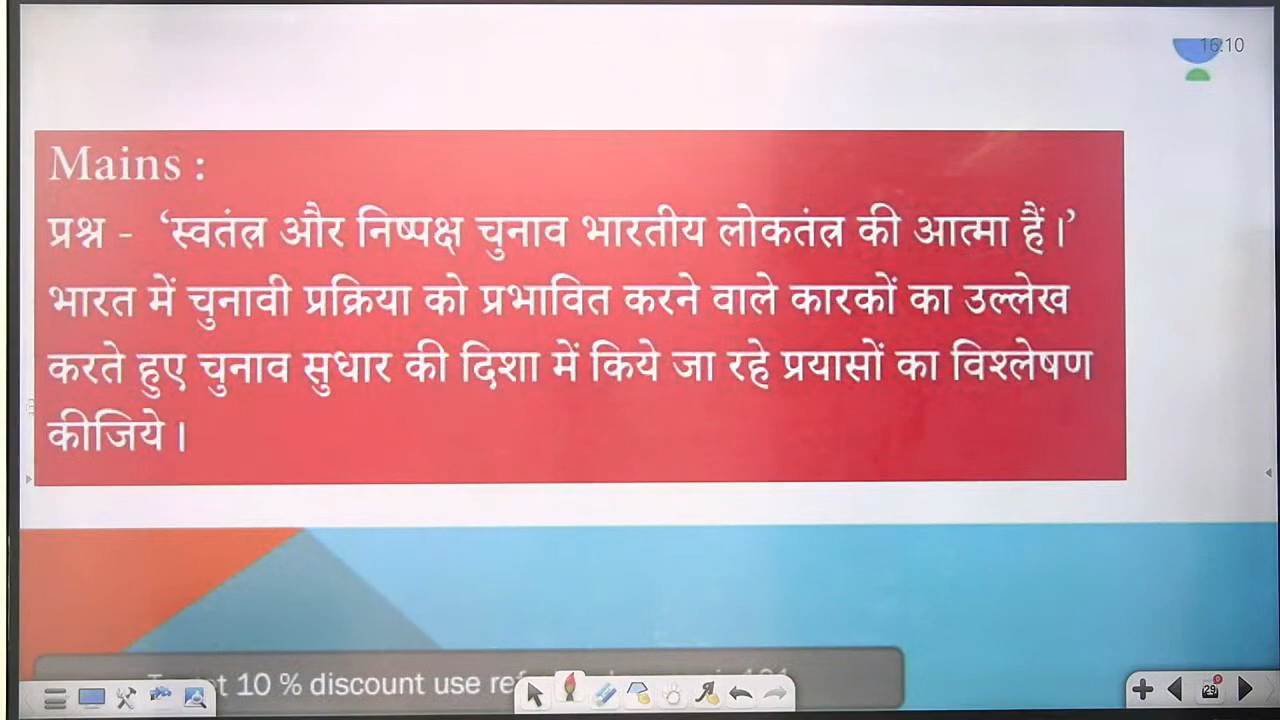 16:10
Mains :
प्रश्न - ‘स्वतंत्र और निष्पक्ष चुनाव भारतीय लोकतंत्र की आत्मा हैं।’
भारत में चुनावी प्रक्रिया को प्रभावित करने वाले कारकों का उल्लेख
करते हुए चुनाव सुधार की दिशा में किये जा रहे प्रयासों का विश्लेषण
कीजिये।
10 % discount use
29